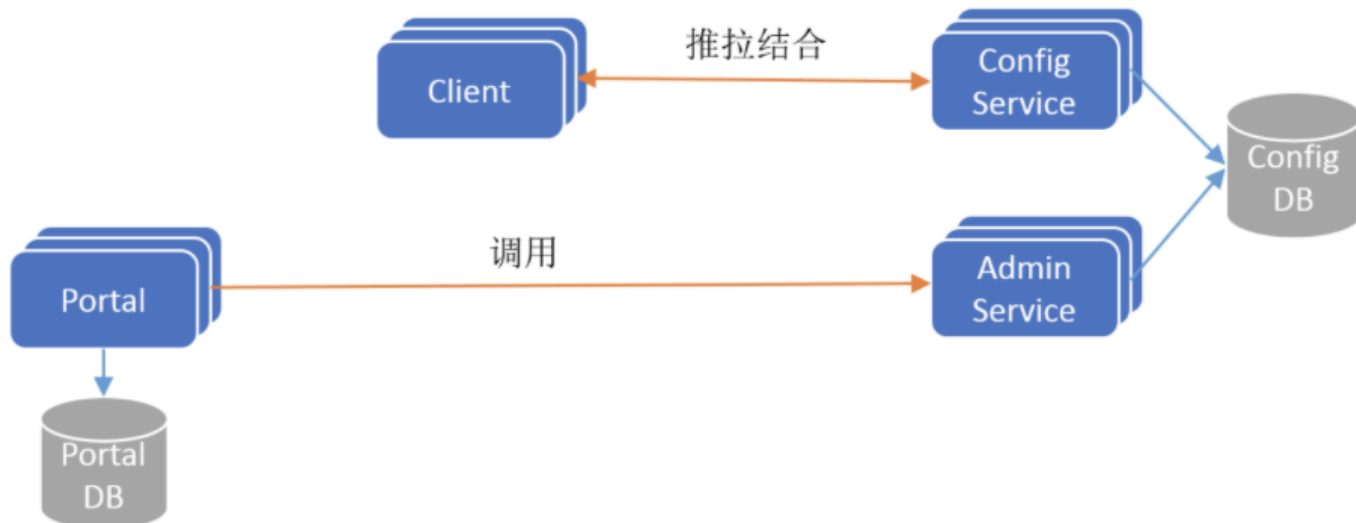 推拉结合
Client
Config
Service
Config
DB
Portal
调用
Admin
Service
Portal
DB